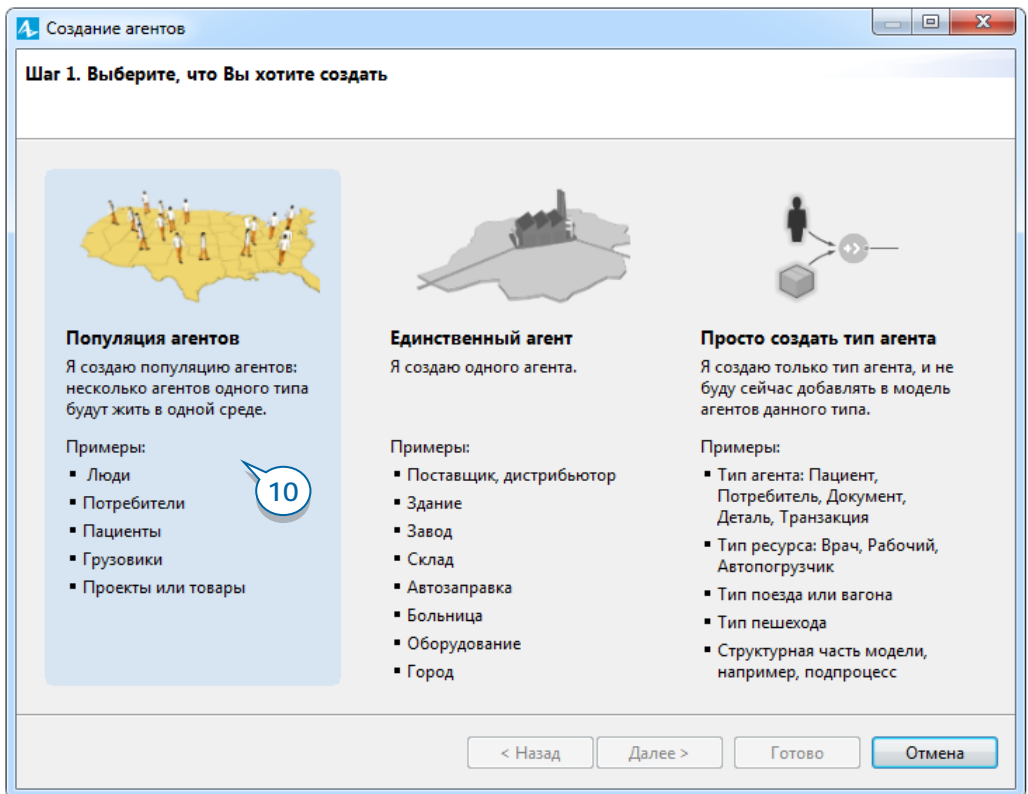 Создание агентов
Шаг 1. Выберите, что Вы хотите создать
Популяция агентов
Я создаю популяцию агентов:
несколько агентов одного типа
будут жить в одной среде.
Примеры:
▪ Люди
▪ Потребители
▪ Пациенты
▪ Грузовики
▪ Проекты или товары
10
Единственный агент
Я создаю одного агента.
Примеры:
▪ Поставщик, дистрибьютор
▪ Здание
▪ Завод
▪ Склад
▪ Автозаправка
▪ Больница
▪ Оборудование
▪ Город
Просто создать тип агента
Я создаю только тип агента, и не
буду сейчас добавлять в модель
агентов данного типа.
Примеры:
▪ Тип агента: Пациент,
Потребитель, Документ,
Деталь, Транзакция
▪ Тип ресурса: Врач, Рабочий,
Автопогрузчик
▪ Тип поезда или вагона
▪ Тип пешехода
▪ Структурная часть модели,
например, подпроцесс
< Назад
Далее >
Готово
Отмена